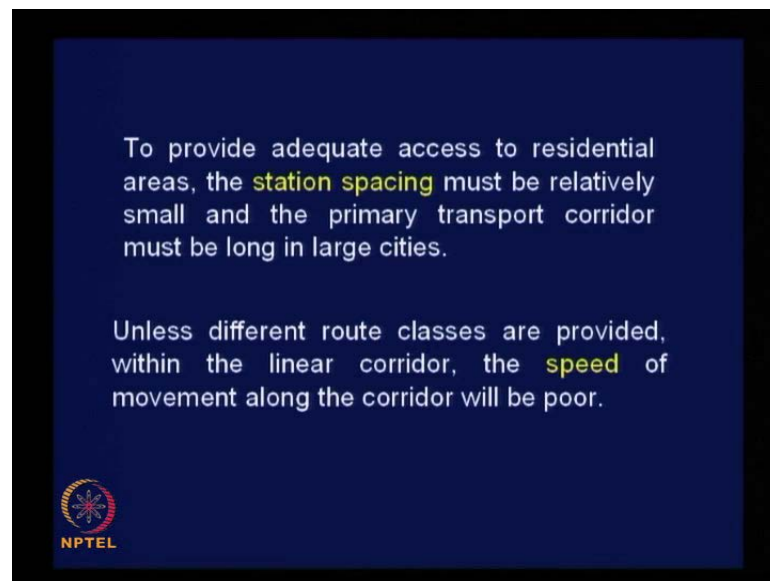 To provide adequate access to residential
areas, the station spacing must be relatively
small and the primary transport corridor
must be long in large cities.
Unless different route classes are provided,
within the linear corridor, the speed of
movement along the corridor will be poor.
NPTEL